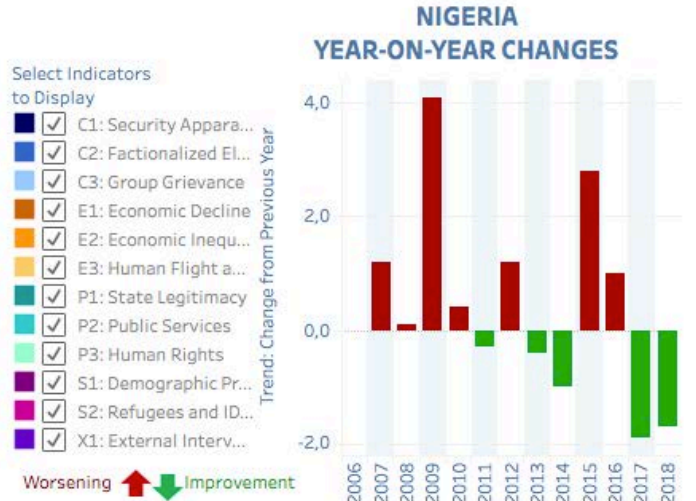 NIGERIA
YEAR-ON-YEAR CHANGES
Select Indicators
to Display
C1: Security Appara...
C2: Factionalized El...
C3: Group Grievance
E1: Economic Decline
E2: Economic Inequ...
E3: Human Flight a...
P1: State Legitimacy
P2: Public Services
P3: Human Rights
S1: Demographic Pr...
S2: Refugees and ID...
X1: External Interv...
Worsening Improvement
Trend: Change from Previous Year
4,0
2,0
0,0
-2,0
2006 2007 2008 2009 2010 2011 2012 2013 2014 2015 2016 2017 2018